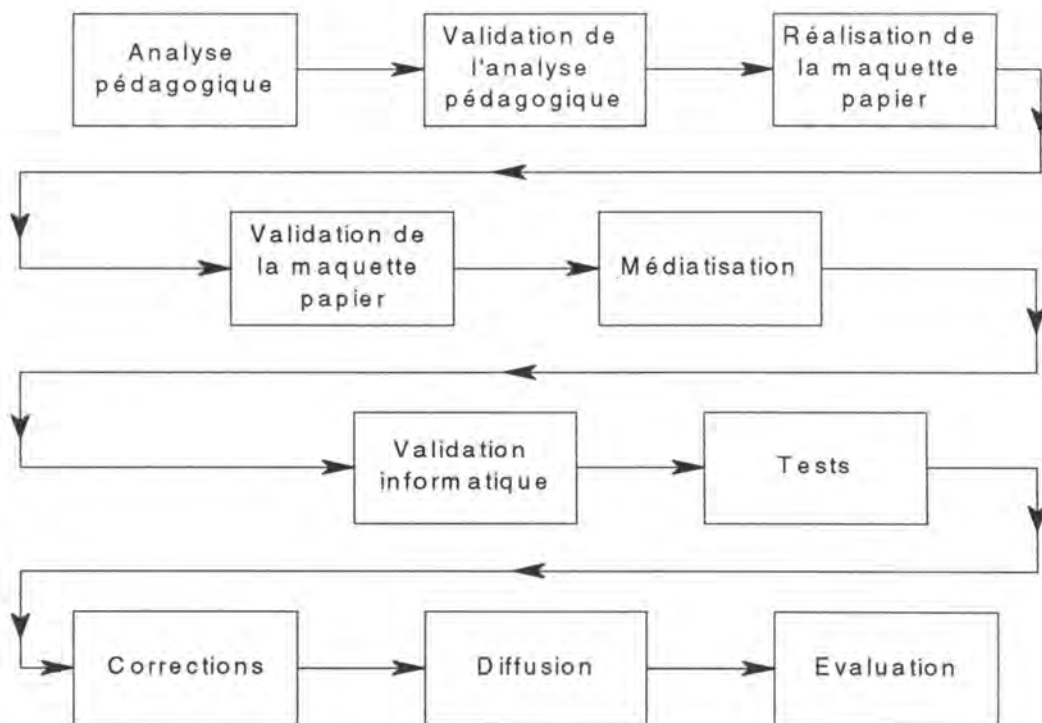 Analyse
pédagogique
Validation de
l'analyse
pédagogique
Réalisation de
la maquette
papier
Validation de
la maquette
papier
Médiatisation
Validation
informatique
Tests
Corrections
Diffusion
Evaluation